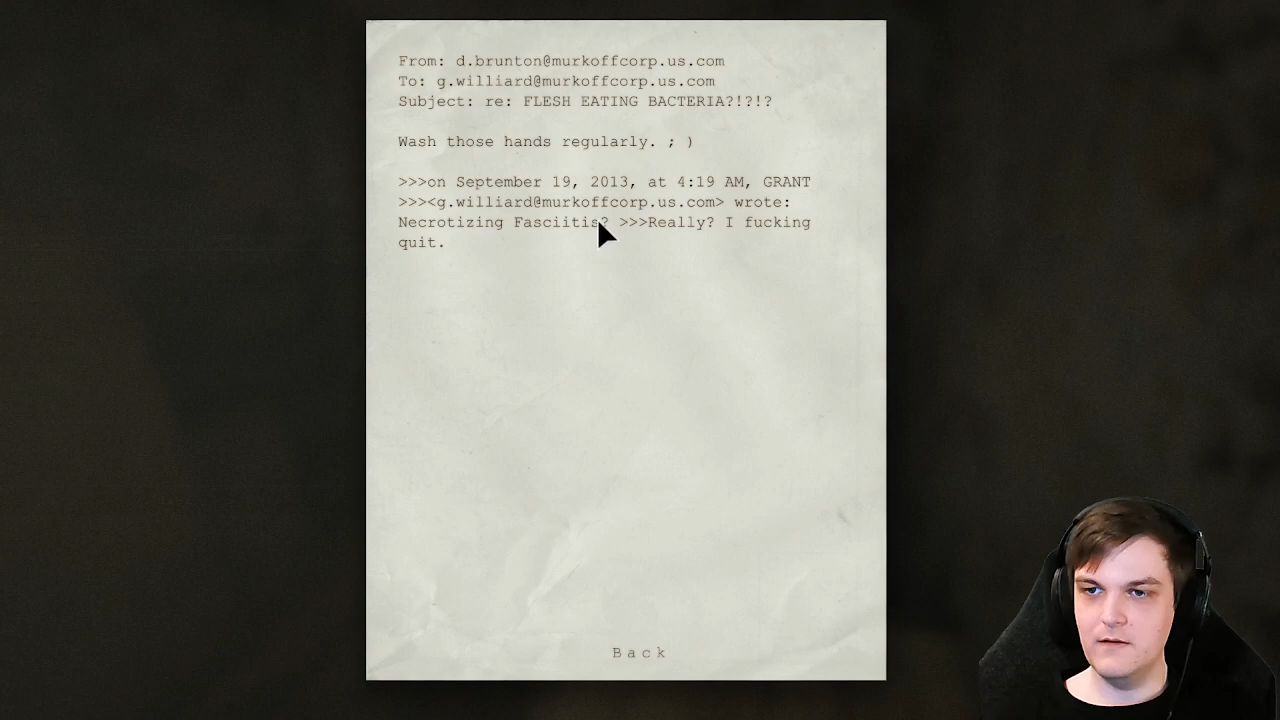 From: d.brunton@murkoffcorp.us.com
To: g.williard@murkoffcorp.us.com
Subject: re: FLESH EATING BACTERIA?!?!?
Wash those hands regularly. ; )
>>>on September 19, 2013, at 4:19 AM, GRANT
>>><g.williard@murkoffcorp.us.com> wrote:
Necrotizing Fasciitis? >>>Really? I fucking
quit.
Back